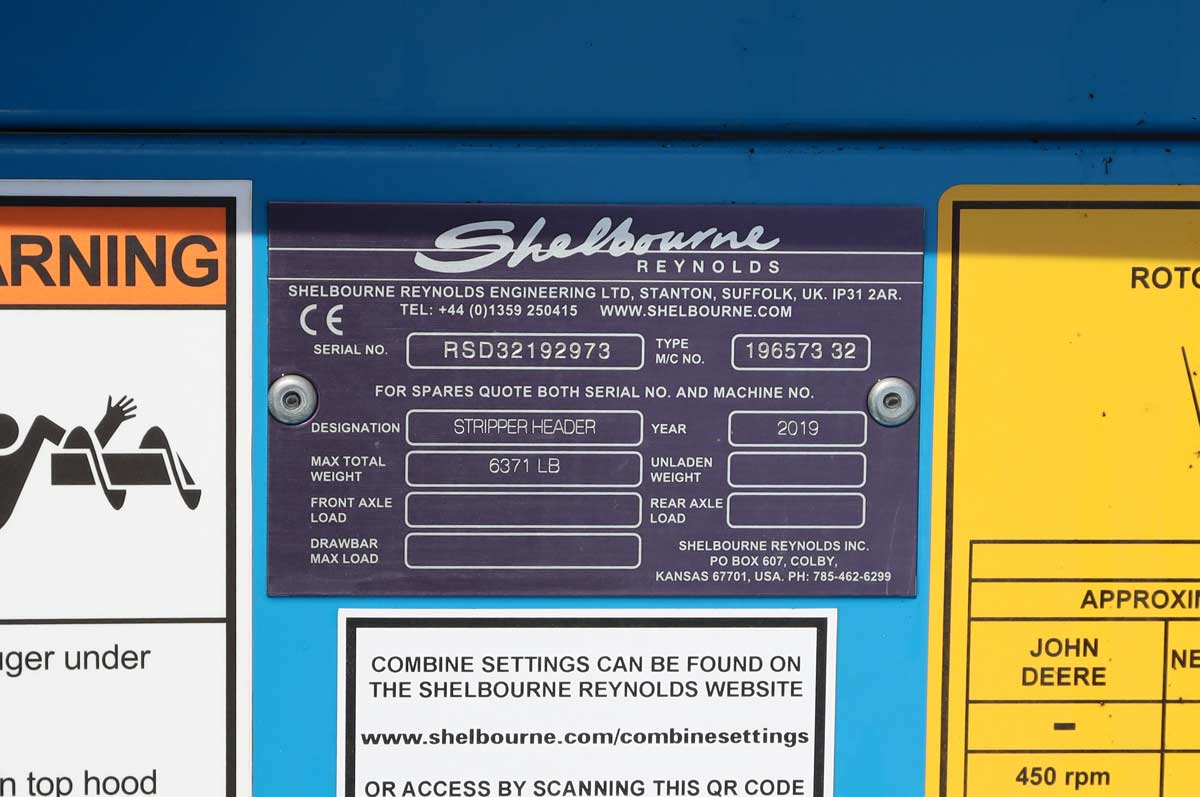 ARNING
uger under
n top hood
Shelbourne
REYNOLDS
SHELBOURNE REYNOLDS ENGINEERING LTD, STANTON, SUFFOLK, UK. IP31 2AR.
TEL: +44 (0)1359 250415 WWW.SHELBOURNE.COM
CE
SERIAL NO. RSD32192973 TYPE M/C NO. 196573 32
FOR SPARES QUOTE BOTH SERIAL NO. AND MACHINE NO.
DESIGNATION STRIPPER HEADER YEAR 2019
MAX TOTAL WEIGHT 6371 LB UNLADEN WEIGHT
FRONT AXLE LOAD REAR AXLE LOAD
DRAWBAR MAX LOAD
SHELBOURNE REYNOLDS INC.
PO BOX 607, COLBY,
KANSAS 67701, USA. PH: 785-462-6299
COMBINE SETTINGS CAN BE FOUND ON
THE SHELBOURNE REYNOLDS WEBSITE
www.shelbourne.com/combinesettings
OR ACCESS BY SCANNING THIS QR CODE
ROTO
APPROXI
JOHN
DEERE
NE
-
450 rpm